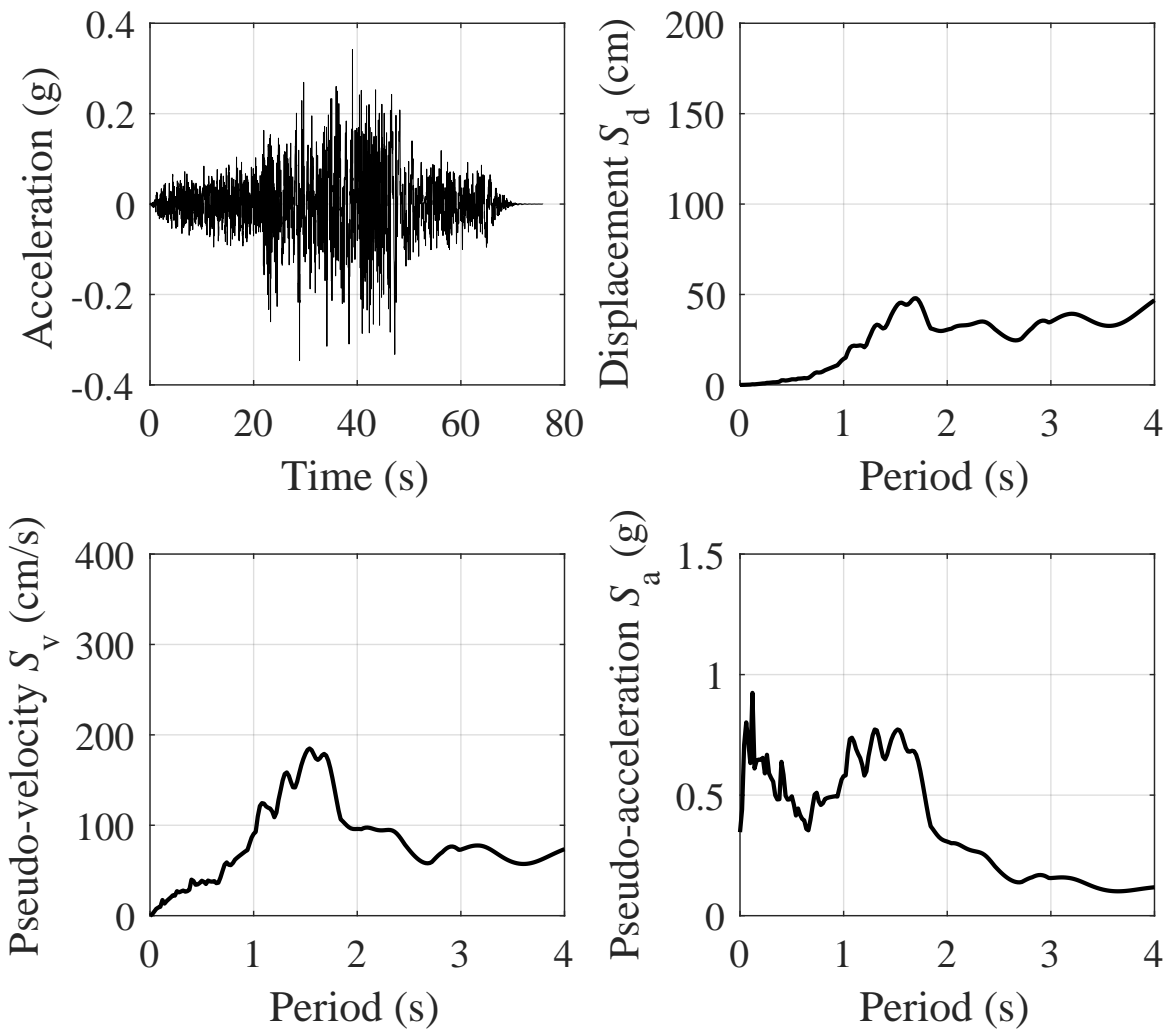 Acceleration (g)
0.4
0.2
0
-0.2
-0.4
0 20 40 60 80
Time (s)
Displacement Sd (cm)
200
150
100
50
0
0 1 2 3 4
Period (s)
Pseudo-velocity Sv (cm/s)
400
300
200
100
0
0 1 2 3 4
Period (s)
Pseudo-acceleration Sa (g)
1.5
1
0.5
0
0 1 2 3 4
Period (s)